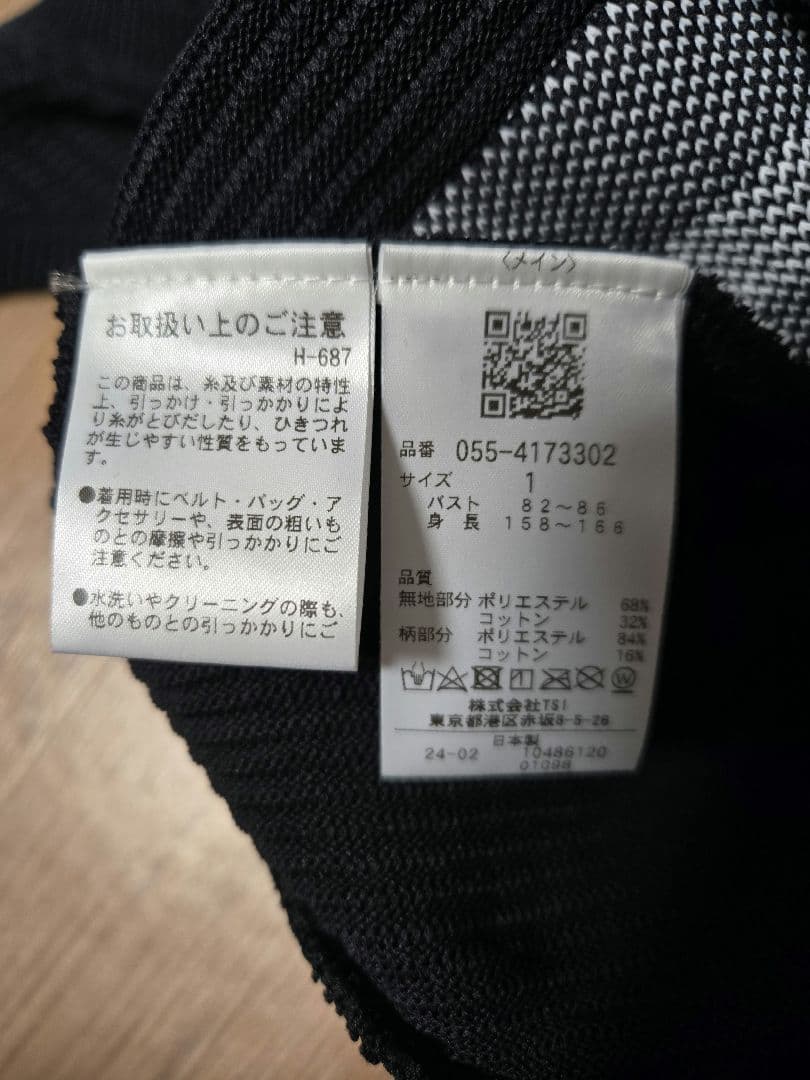 お取扱い上のご注意
H-687
この商品は、糸及び素材の特性
上、引っかけ・引っかかりによ
り糸がとびだしたり、ひきつれ
が生じやすい性質をもっていま
す。
●着用時にベルト・バッグ・ア
クセサリーや、表面の粗いも
のとの摩擦や引っかかりにご
注意ください。
●水洗いやクリーニングの際も、
他のものとの引っかかりにご
〈メイン〉
品番 055-4173302
サイズ 1
バスト 82～86
身長 158～166
品質
無地部分 ポリエステル 68%
コットン 32%
柄部分 ポリエステル 84%
コットン 16%
株式会社TSI
東京都港区赤坂8-5-26
日本製
24-02 10486120
01098